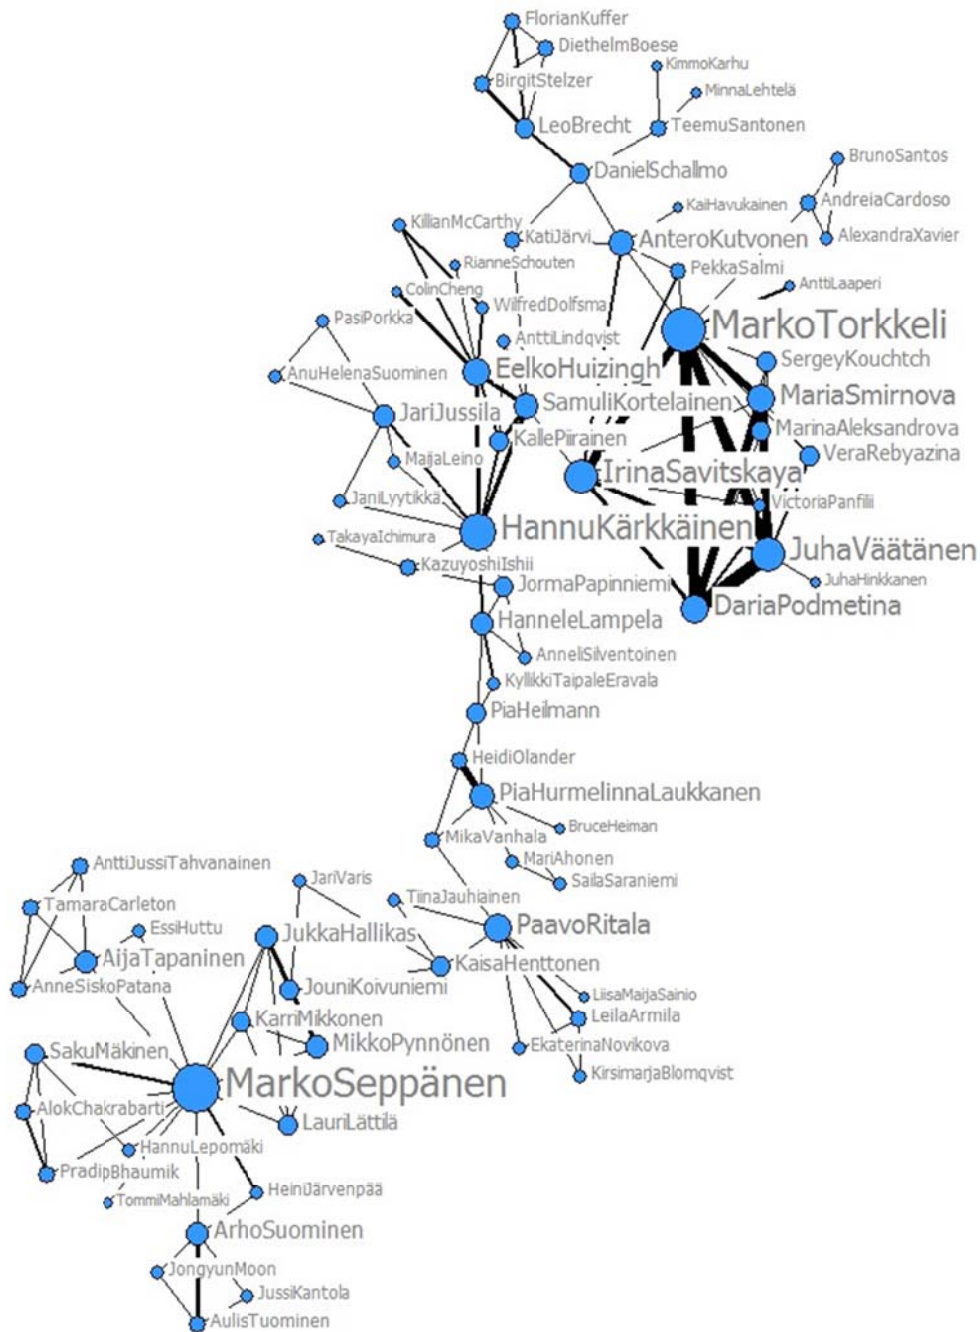 FlorianKuffer
DiethelmBoese
KimmoKarhu
BirgitStelzer
MinnaLehtelä
LeoBrecht
TeemuSantonen
BrunoSantos
DanielSchallmo
AndreiaCardoso
KaiHavukainen
KillianMcCarthy
KatiJärvi
AnteroKutvonen
AlexandraXavier
RianneSchouten
PekkaSalmi
ColinCheng
AnttiLaaperi
WilfredDolfsma
PasiPorkka
MarkoTorkkeli
AnttiLindqvist
SergeyKouchtch
EelkoHuizingh
AnuHelenaSuominen
MariaSmirnova
SamuliKortelainen
JariJussila
MarinaAleksandrova
KallePiirainen
VeraRebyazina
MaijaLeino
IrinaSavitskaya
JaniLyytikkä
VictoriaPanfilii
HannuKärkkäinen
TakayaIchimura
JuhaVäätänen
KazuyoshiIshii
JuhaHinkkanen
JormaPapinniemi
DariaPodmetina
HanneleLampela
AnneliSilventoinen
KyllikkiTaipaleEravala
PiaHeilmann
HeidiOlander
PiaHurmelinnaLaukkanen
BruceHeiman
MikaVanhala
MariAhonen
AnttiJussiTahvanainen
JariVaris
SailaSaraniemi
TiinaJauhiainen
TamaraCarleton
EssiHuttu
JukkaHallikas
PaavoRitala
AijaTapaninen
KaisaHenttonen
AnneSiskoPatana
JouniKoivuniemi
LiisaMaijaSainio
KarriMikkonen
LeilaArmila
SakuMäkinen
MikkoPynnönen
EkaterinaNovikova
MarkoSeppänen
KirsimarjaBlomqvist
AlokChakrabarti
LauriLättilä
HannuLepomäki
PradipBhaumik
HeiniJärvenpää
TommiMahlamäki
ArhoSuominen
JongyunMoon
JussiKantola
AulisTuominen